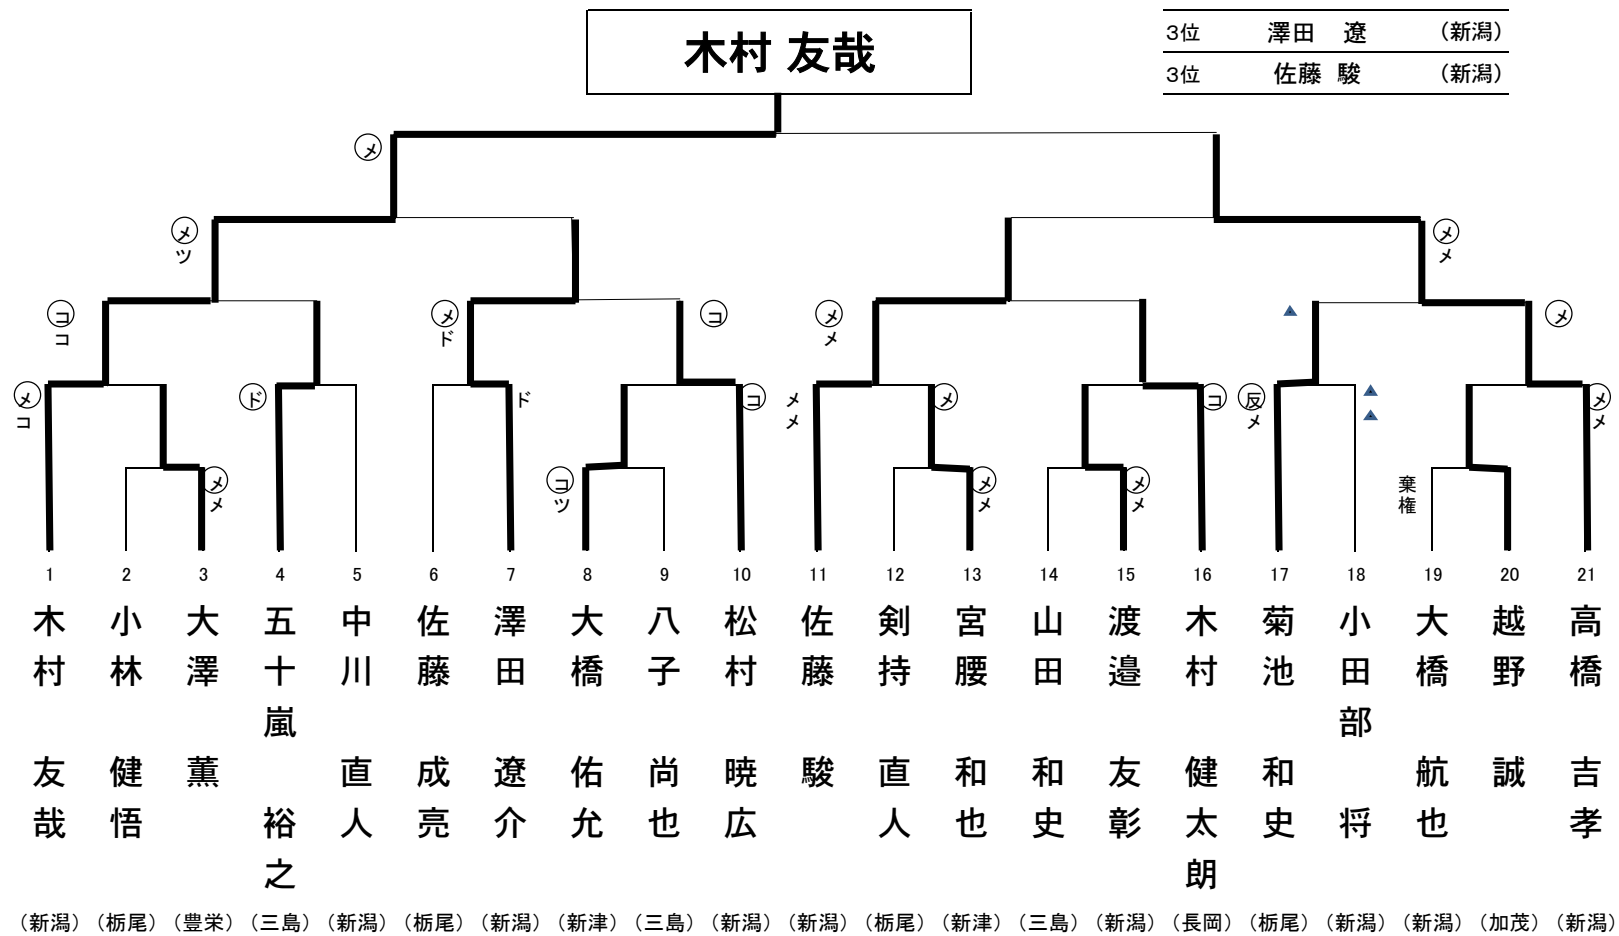 木村 友哉
3位 澤田 遼 （新潟）
3位 佐藤 駿 （新潟）
メ
メ
ツ
メ
メ
コ
コ
メ
ド
コ
メ
メ
メ
メ
コ
ド
ド
コ
メ
メ
メ
コ
反
メ
メ
メ
メ
メ
コ
ツ
メ
メ
メ
メ
棄
権
1 2 3 4 5 6 7 8 9 10 11 12 13 14 15 16 17 18 19 20 21
木村 友哉
小林 健悟
大澤 薫
五十嵐 裕之
中川 直人
佐藤 成亮
澤田 遼介
大橋 佑允
八子 尚也
松村 暁広
佐藤 駿
剣持 直人
宮腰 和也
山田 和史
渡邉 友彰
木村 健太朗
菊池 和史
小田部 将
大橋 航也
越野 誠
高橋 吉孝
（新潟）（栃尾）（豊栄）（三島）（新潟）（栃尾）（新潟）（新津）（三島）（新潟）（新潟）（栃尾）（新津）（三島）（新潟）（長岡）（栃尾）（新潟）（新潟）（加茂）（新潟）